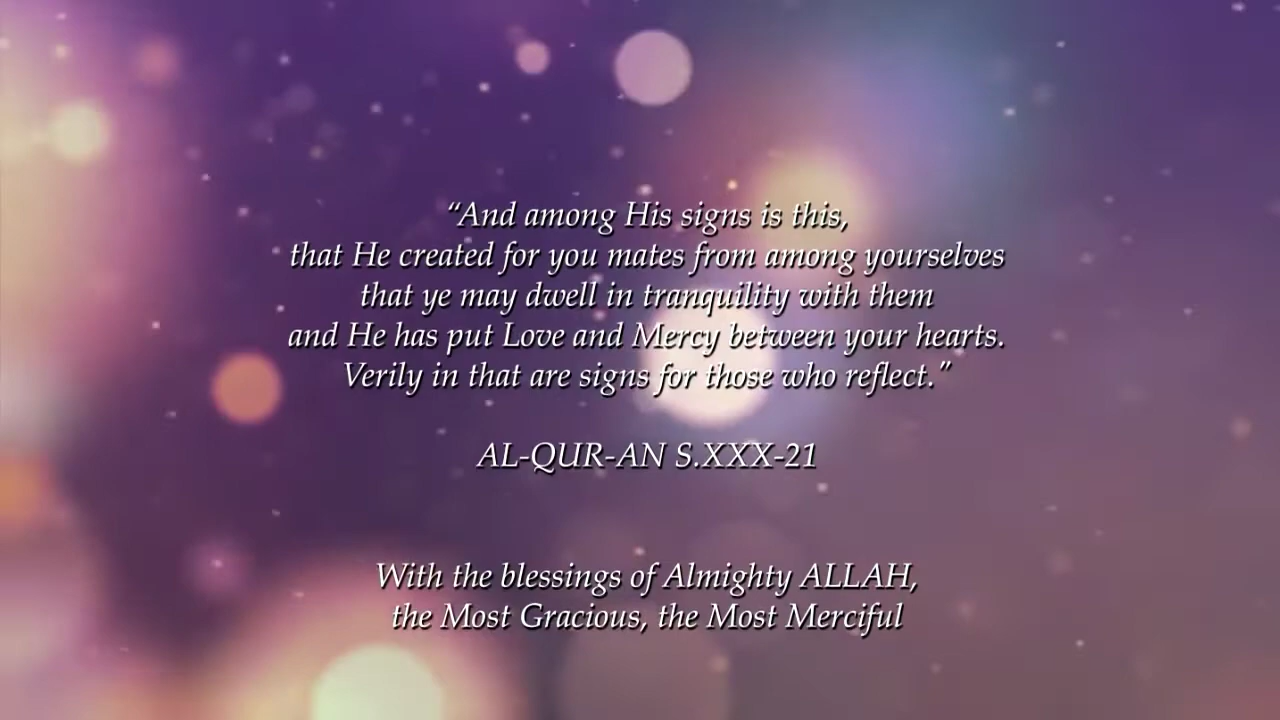 “And among His signs is this,
that He created for you mates from among yourselves
that ye may dwell in tranquility with them
and He has put Love and Mercy between your hearts.
Verily in that are signs for those who reflect.”
AL-QUR-AN S.XXX-21
With the blessings of Almighty ALLAH,
the Most Gracious, the Most Merciful